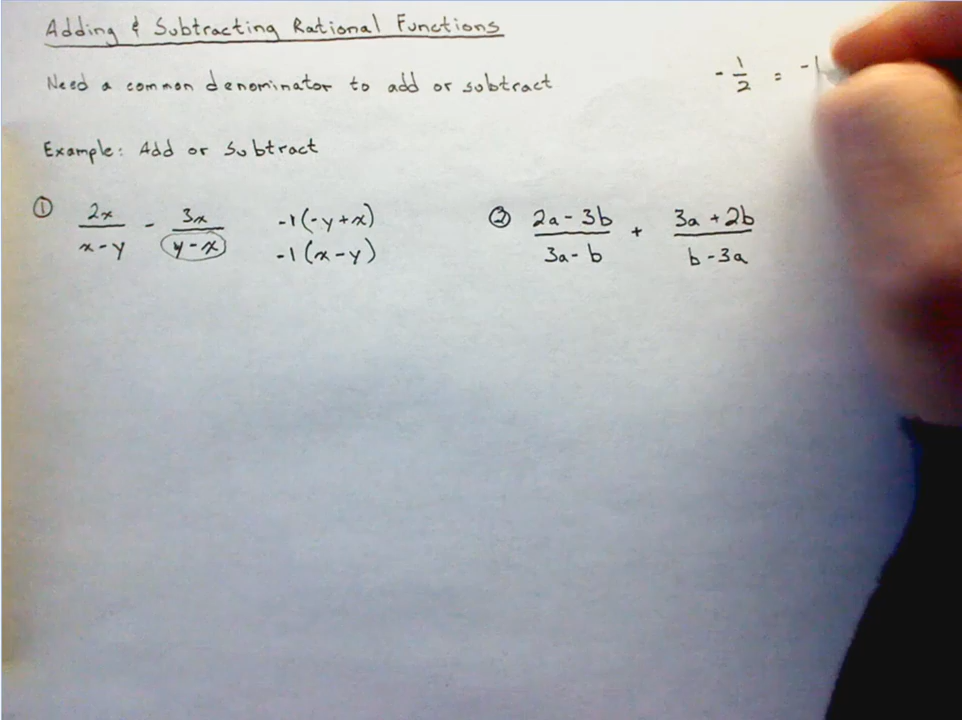 Adding & Subtracting Rational Functions
Need a common denominator to add or subtract
- 1/2 = -1
Example: Add or Subtract
① 2x/(x-y) - 3x/(y-x)
-1(-y+x)
-1(x-y)
② (2a-3b)/(3a-b) + (3a+2b)/(b-3a)